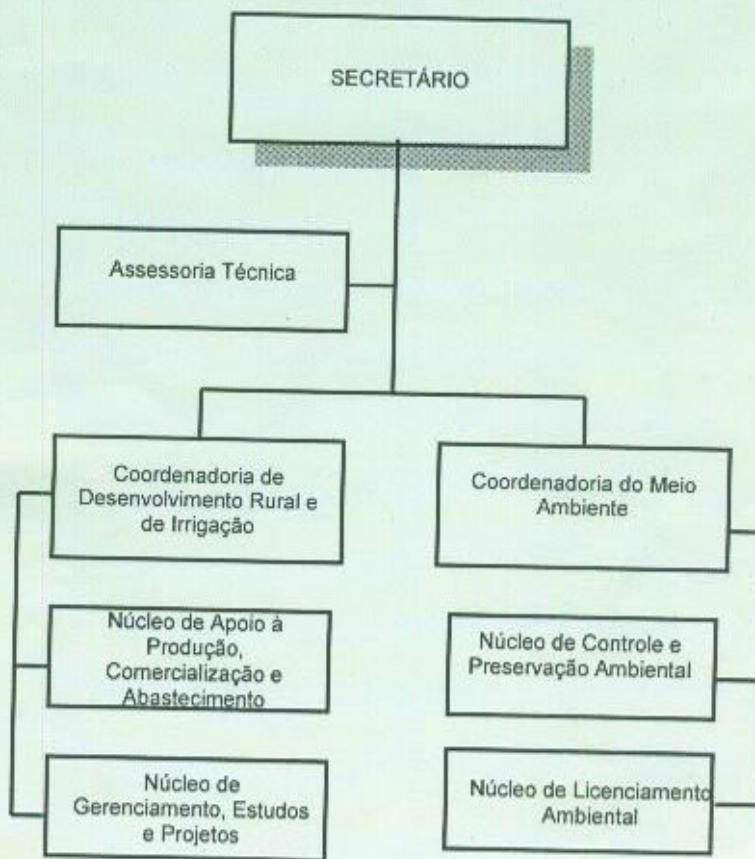 SECRETÁRIO
Assessoria Técnica
Coordenadoria de
Desenvolvimento Rural e
de Irrigação
Coordenadoria do Meio
Ambiente
Núcleo de Apoio à
Produção,
Comercialização e
Abastecimento
Núcleo de Controle e
Preservação Ambiental
Núcleo de
Gerenciamento, Estudos
e Projetos
Núcleo de Licenciamento
Ambiental